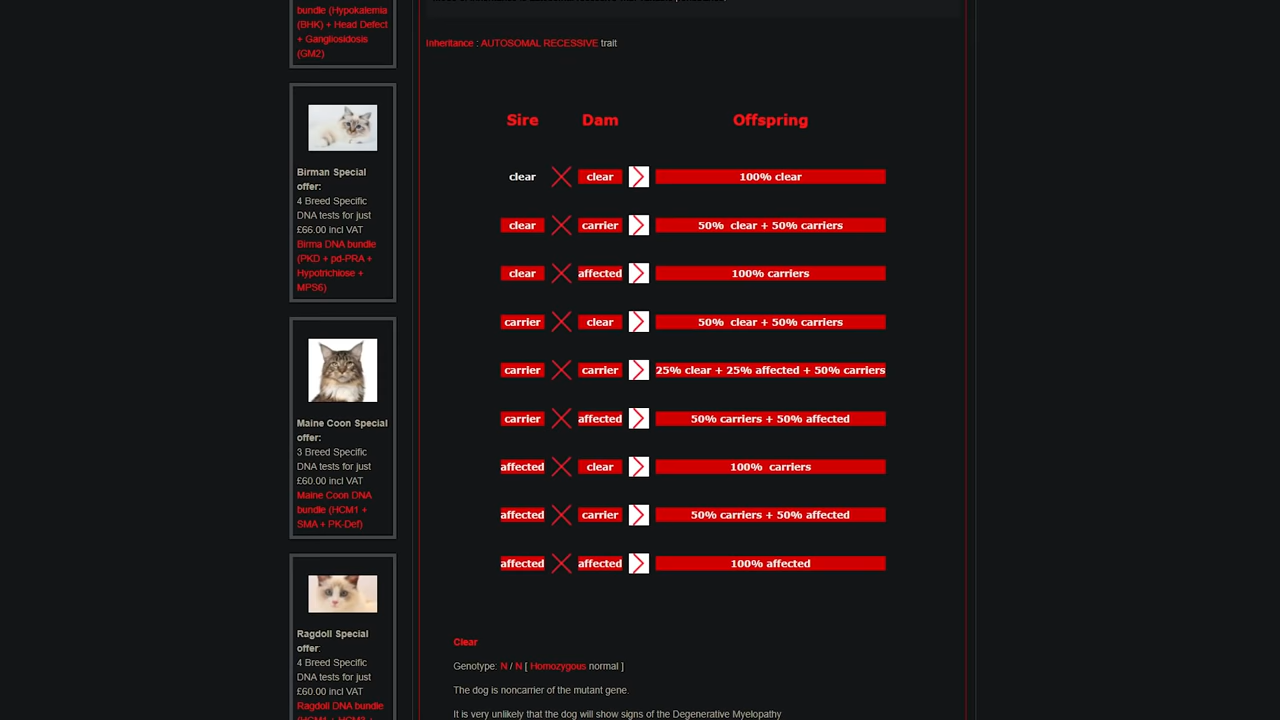 bundle (Hypokalemia
(BHK) + Head Defect
+ Gangliosidosis
(GM2)
Birman Special
offer:
4 Breed Specific
DNA tests for just
£66.00 incl VAT
Birma DNA bundle
(PKD + pd-PRA +
Hypotrichiose +
MPS6)
Maine Coon Special
offer:
3 Breed Specific
DNA tests for just
£60.00 incl VAT
Maine Coon DNA
bundle (HCM1 +
SMA + PK-Def)
Ragdoll Special
offer:
4 Breed Specific
DNA tests for just
£60.00 incl VAT
Ragdoll DNA bundle
Inheritance : AUTOSOMAL RECESSIVE trait
Sire Dam Offspring
clear clear 100% clear
clear carrier 50% clear + 50% carriers
clear affected 100% carriers
carrier clear 50% clear + 50% carriers
carrier carrier 25% clear + 25% affected + 50% carriers
carrier affected 50% carriers + 50% affected
affected clear 100% carriers
affected carrier 50% carriers + 50% affected
affected affected 100% affected
Clear
Genotype: N / N [ Homozygous normal ]
The dog is noncarrier of the mutant gene.
It is very unlikely that the dog will show signs of the Degenerative Myelopathy